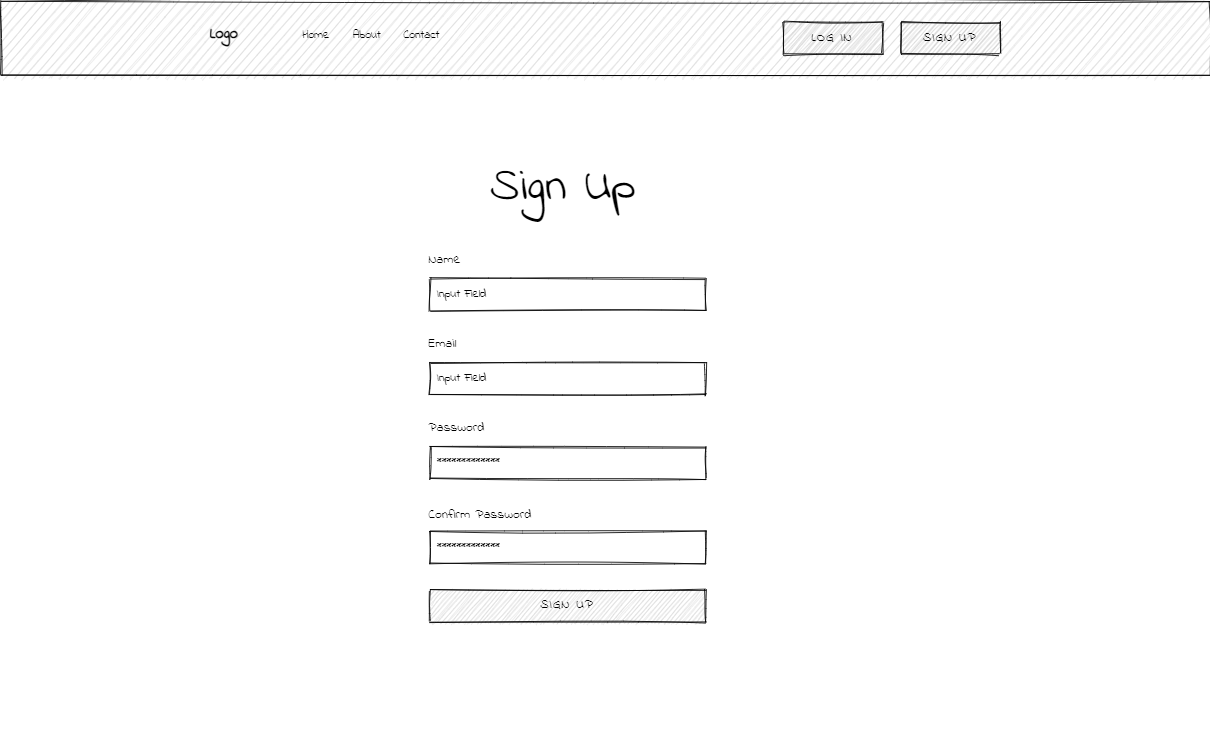 Logo Home About Contact LOG IN SIGN UP
Sign Up
Name
Input Field
Email
Input Field
Password
*************
Confirm Password
*************
SIGN UP